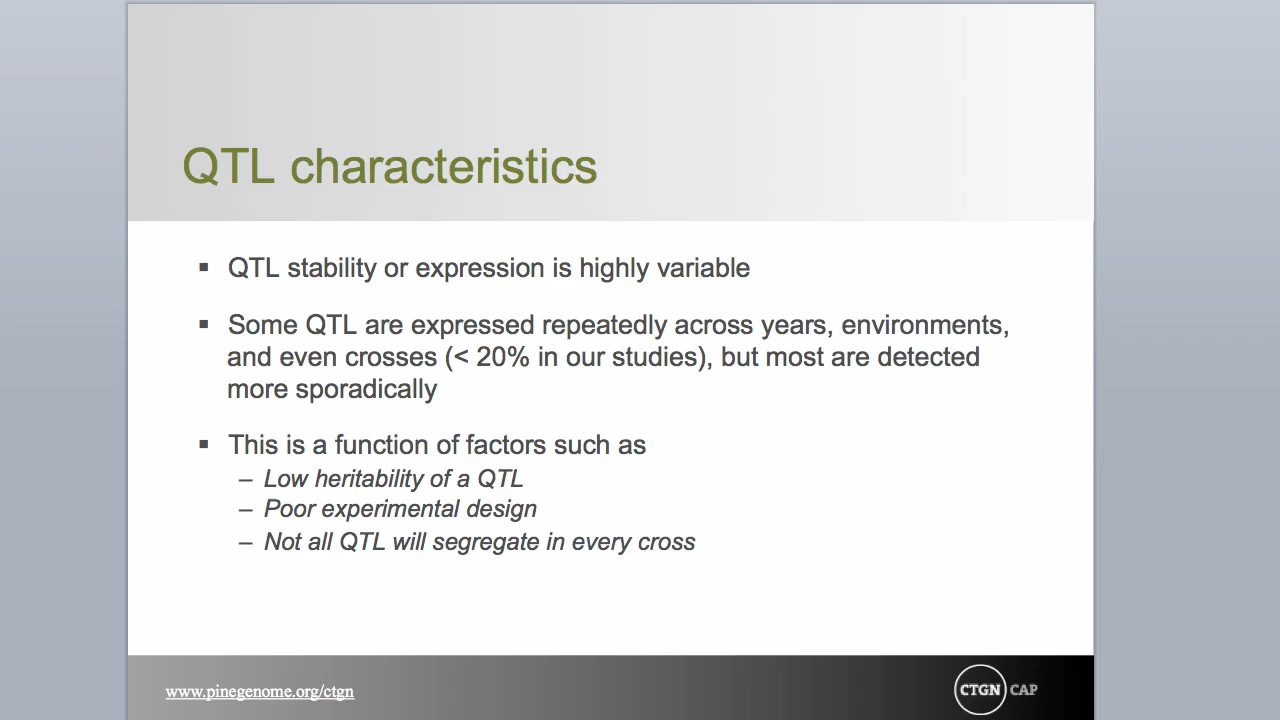 QTL characteristics
▪ QTL stability or expression is highly variable
▪ Some QTL are expressed repeatedly across years, environments,
and even crosses (< 20% in our studies), but most are detected
more sporadically
▪ This is a function of factors such as
– Low heritability of a QTL
– Poor experimental design
– Not all QTL will segregate in every cross
www.pinegenome.org/ctgn
CTGN CAP